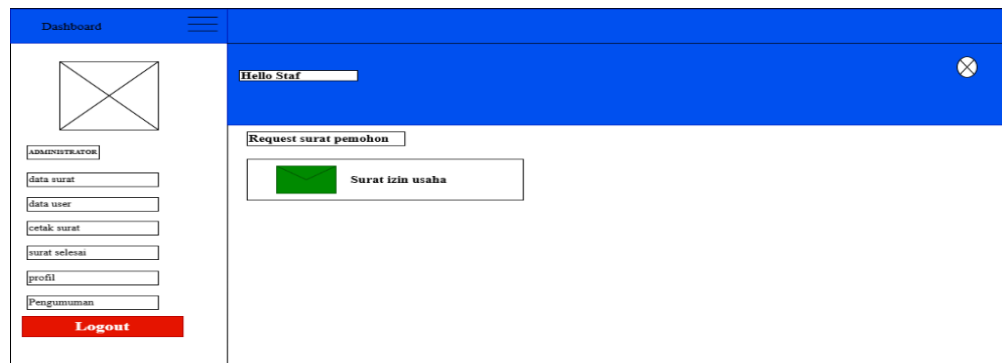 Dashboard
Hello Staf
Request surat pemohon
ADMINISTRATOR
Surat izin usaha
data surat
data user
cetak surat
surat selesai
profil
Pengumuman
Logout